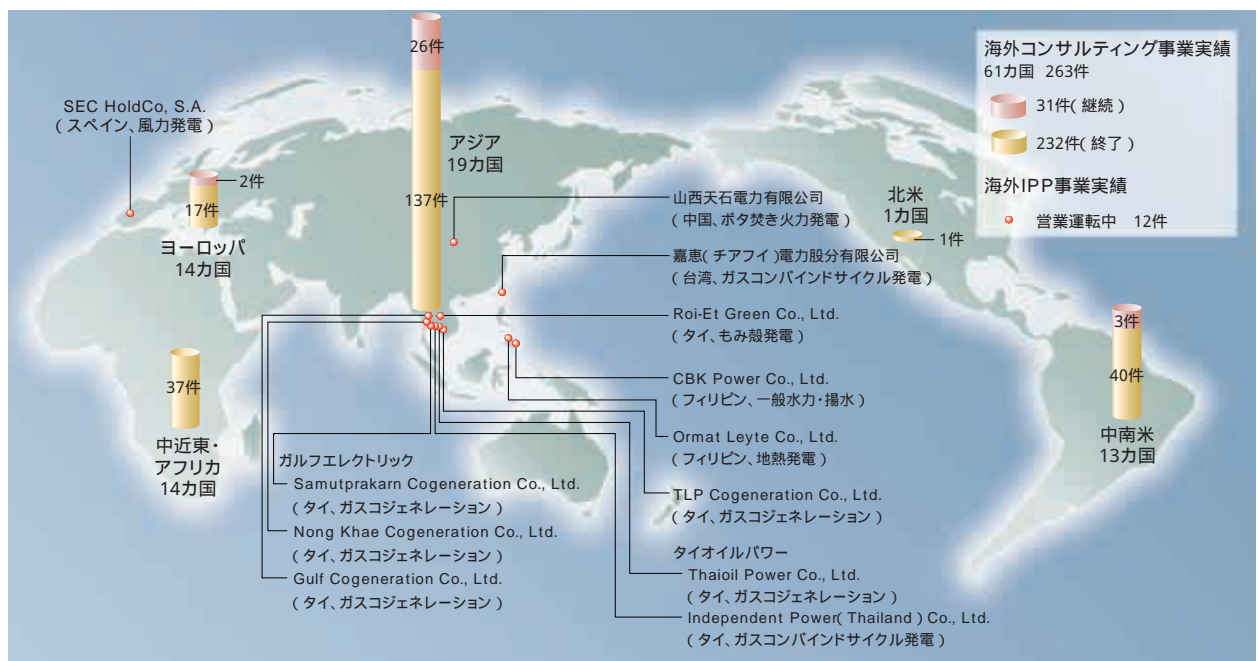 海外コンサルティング事業実績
61カ国 263件
31件(継続)
232件(終了)
海外IPP事業実績
営業運転中 12件
26件
137件
アジア
19カ国
SEC HoldCo, S.A.
(スペイン、風力発電)
2件
17件
ヨーロッパ
14カ国
37件
中近東・
アフリカ
14カ国
北米
1カ国
1件
3件
40件
中南米
13カ国
山西天石電力有限公司
(中国、ボタ焚き火力発電)
嘉恵(チアフイ)電力股分有限公司
(台湾、ガスコンバインドサイクル発電)
Roi-Et Green Co., Ltd.
(タイ、もみ殻発電)
CBK Power Co., Ltd.
(フィリピン、一般水力・揚水)
Ormat Leyte Co., Ltd.
(フィリピン、地熱発電)
TLP Cogeneration Co., Ltd.
(タイ、ガスコジェネレーション)
タイオイルパワー
Thaioil Power Co., Ltd.
(タイ、ガスコジェネレーション)
Independent Power(Thailand)Co., Ltd.
(タイ、ガスコンバインドサイクル発電)
ガルフエレクトリック
Samutprakarn Cogeneration Co., Ltd.
(タイ、ガスコジェネレーション)
Nong Khae Cogeneration Co., Ltd.
(タイ、ガスコジェネレーション)
Gulf Cogeneration Co., Ltd.
(タイ、ガスコジェネレーション)